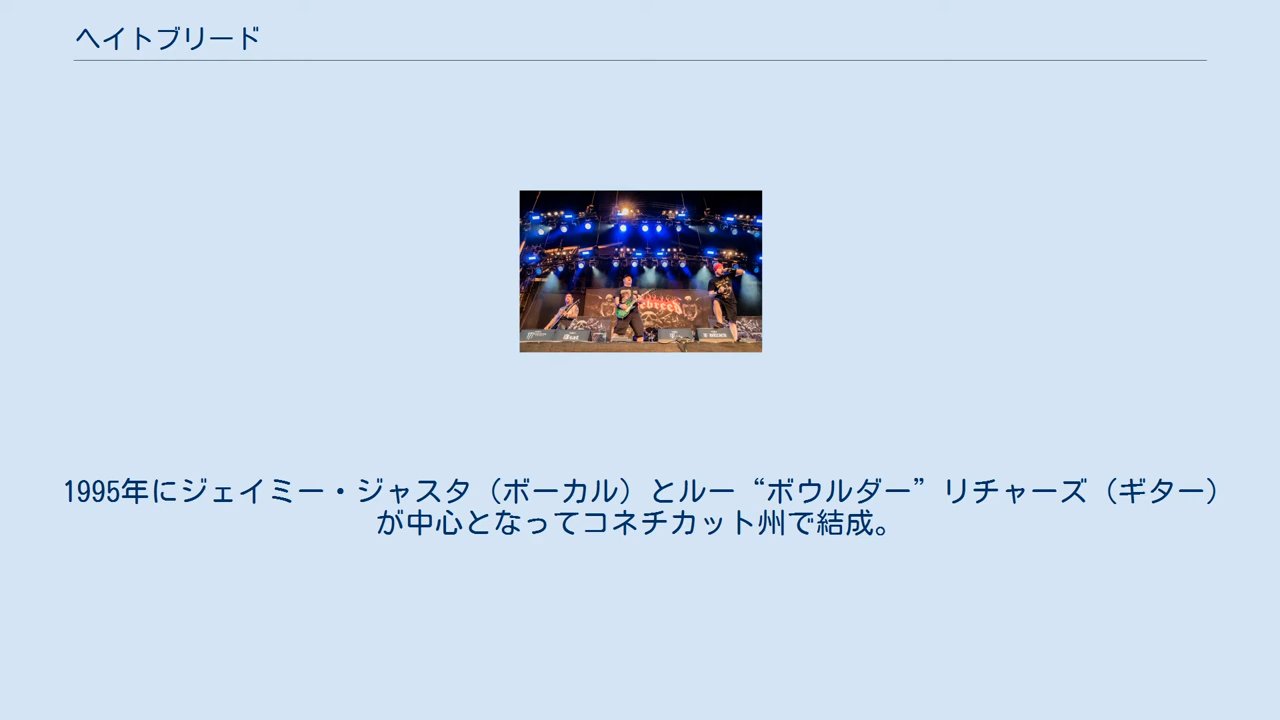 ヘイトブリード
1995年にジェイミー・ジャスタ（ボーカル）とルー“ボウルダー”リチャーズ（ギター）
が中心となってコネチカット州で結成。